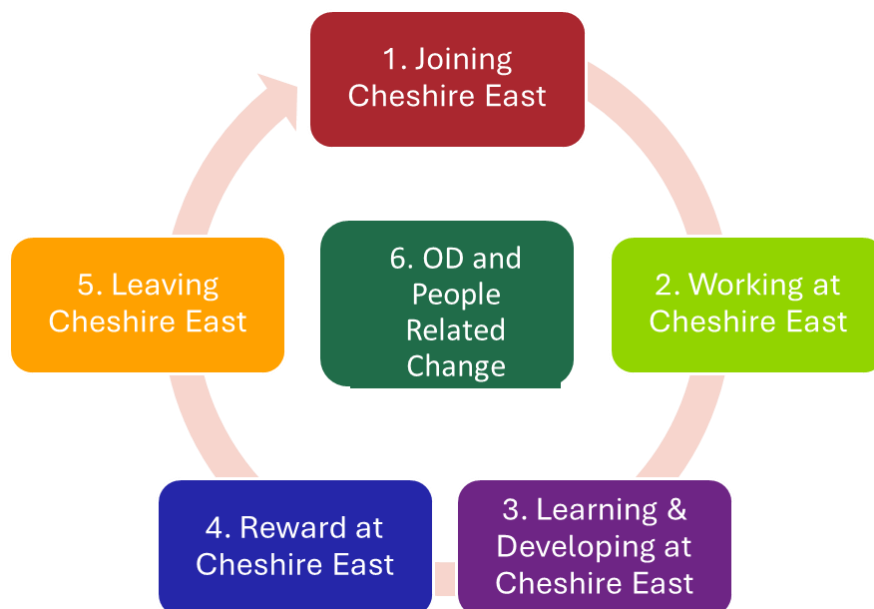 1. Joining
Cheshire East
2. Working at
Cheshire East
3. Learning &
Developing at
Cheshire East
4. Reward at
Cheshire East
5. Leaving
Cheshire East
6. OD and
People
Related
Change